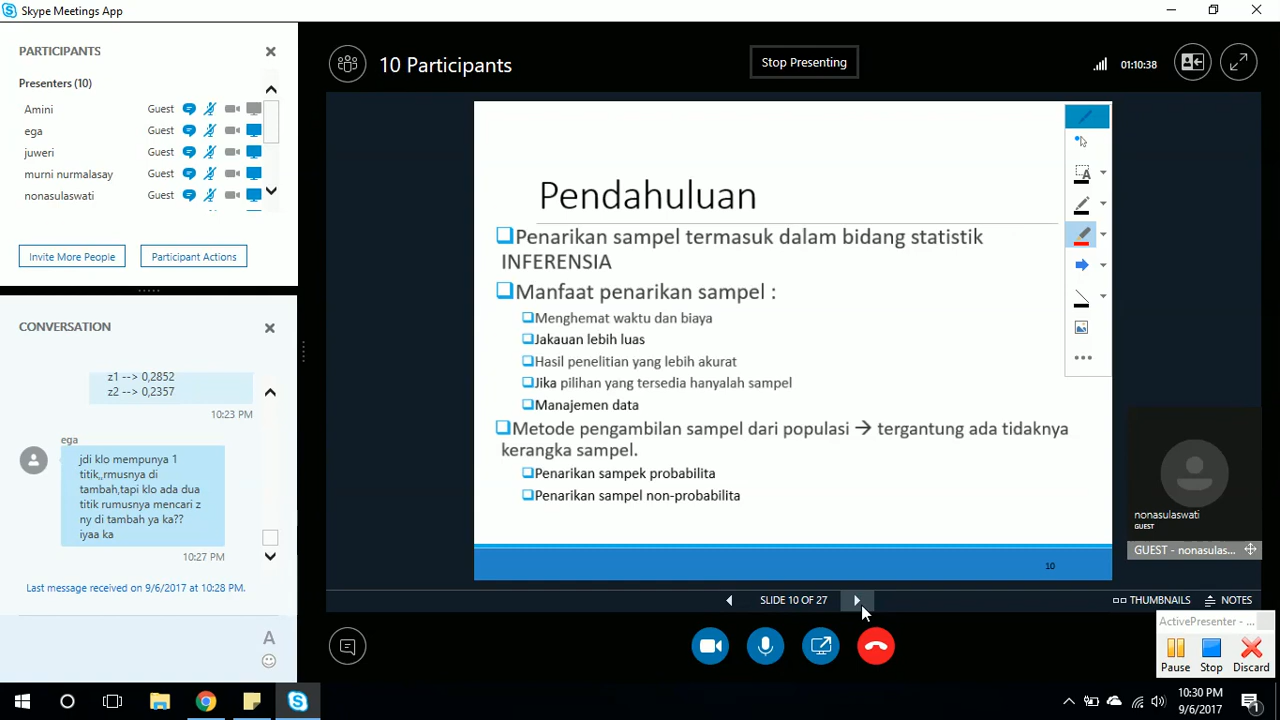 Skype Meetings App
PARTICIPANTS
Presenters (10)
Amini Guest
ega Guest
juweri Guest
murni nurmalasay Guest
nonasulaswati Guest
Invite More People Participant Actions
CONVERSATION
z1 --> 0,2852
z2 --> 0,2357
10:23 PM
ega
jdi klo mempunya 1
titik,,rmusnya di
tambah,tapi klo ada dua
titik rumusnya mencari z
ny di tambah ya ka??
iyaa ka
10:27 PM
Last message received on 9/6/2017 at 10:28 PM.
A
10 Participants
Stop Presenting
01:10:38
Pendahuluan
Penarikan sampel termasuk dalam bidang statistik
INFERENSIA
Manfaat penarikan sampel :
Menghemat waktu dan biaya
Jakauan lebih luas
Hasil penelitian yang lebih akurat
Jika pilihan yang tersedia hanyalah sampel
Manajemen data
Metode pengambilan sampel dari populasi → tergantung ada tidaknya
kerangka sampel.
Penarikan sampek probabilita
Penarikan sampel non-probabilita
10
A
nonasulaswati
GUEST
GUEST - nonasulas...
SLIDE 10 OF 27
THUMBNAILS NOTES
ActivePresenter - ...
Pause Stop Discard
10:30 PM
9/6/2017
1